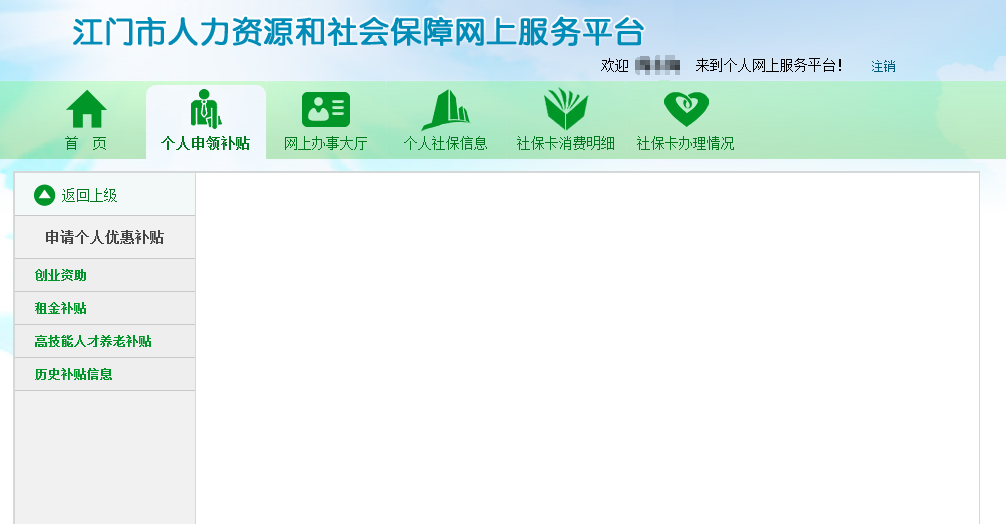 江门市人力资源和社会保障网上服务平台
欢迎 来到个人网上服务平台! 注销
首 页 个人申领补贴 网上办事大厅 个人社保信息 社保卡消费明细 社保卡办理情况
返回上级
申请个人优惠补贴
创业资助
租金补贴
高技能人才养老补贴
历史补贴信息